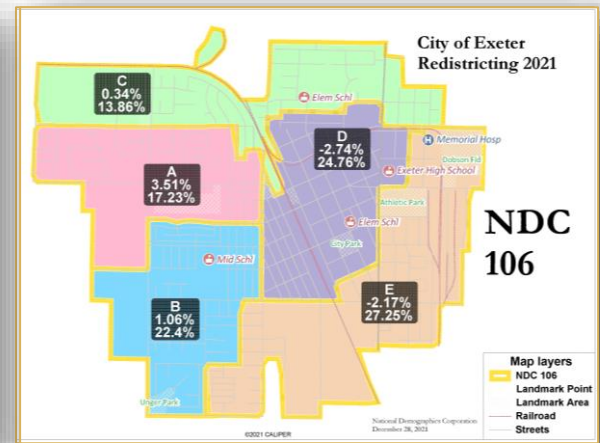 City of Exeter
Redistricting 2021
C
0.34%
13.86%
Elem Schl
D
-2.74%
24.76%
Memorial Hosp
Dobson Fld
Exeter High School
A
3.51%
17.23%
Athletic Park
Elem Schl
City Park
NDC
106
Mid Schl
B
1.06%
22.4%
E
-2.17%
27.25%
Unger Park
Map layers
NDC 106
Landmark Point
Landmark Area
Railroad
Streets
National Demographics Corporation
December 28, 2021
©2021 CALIPER